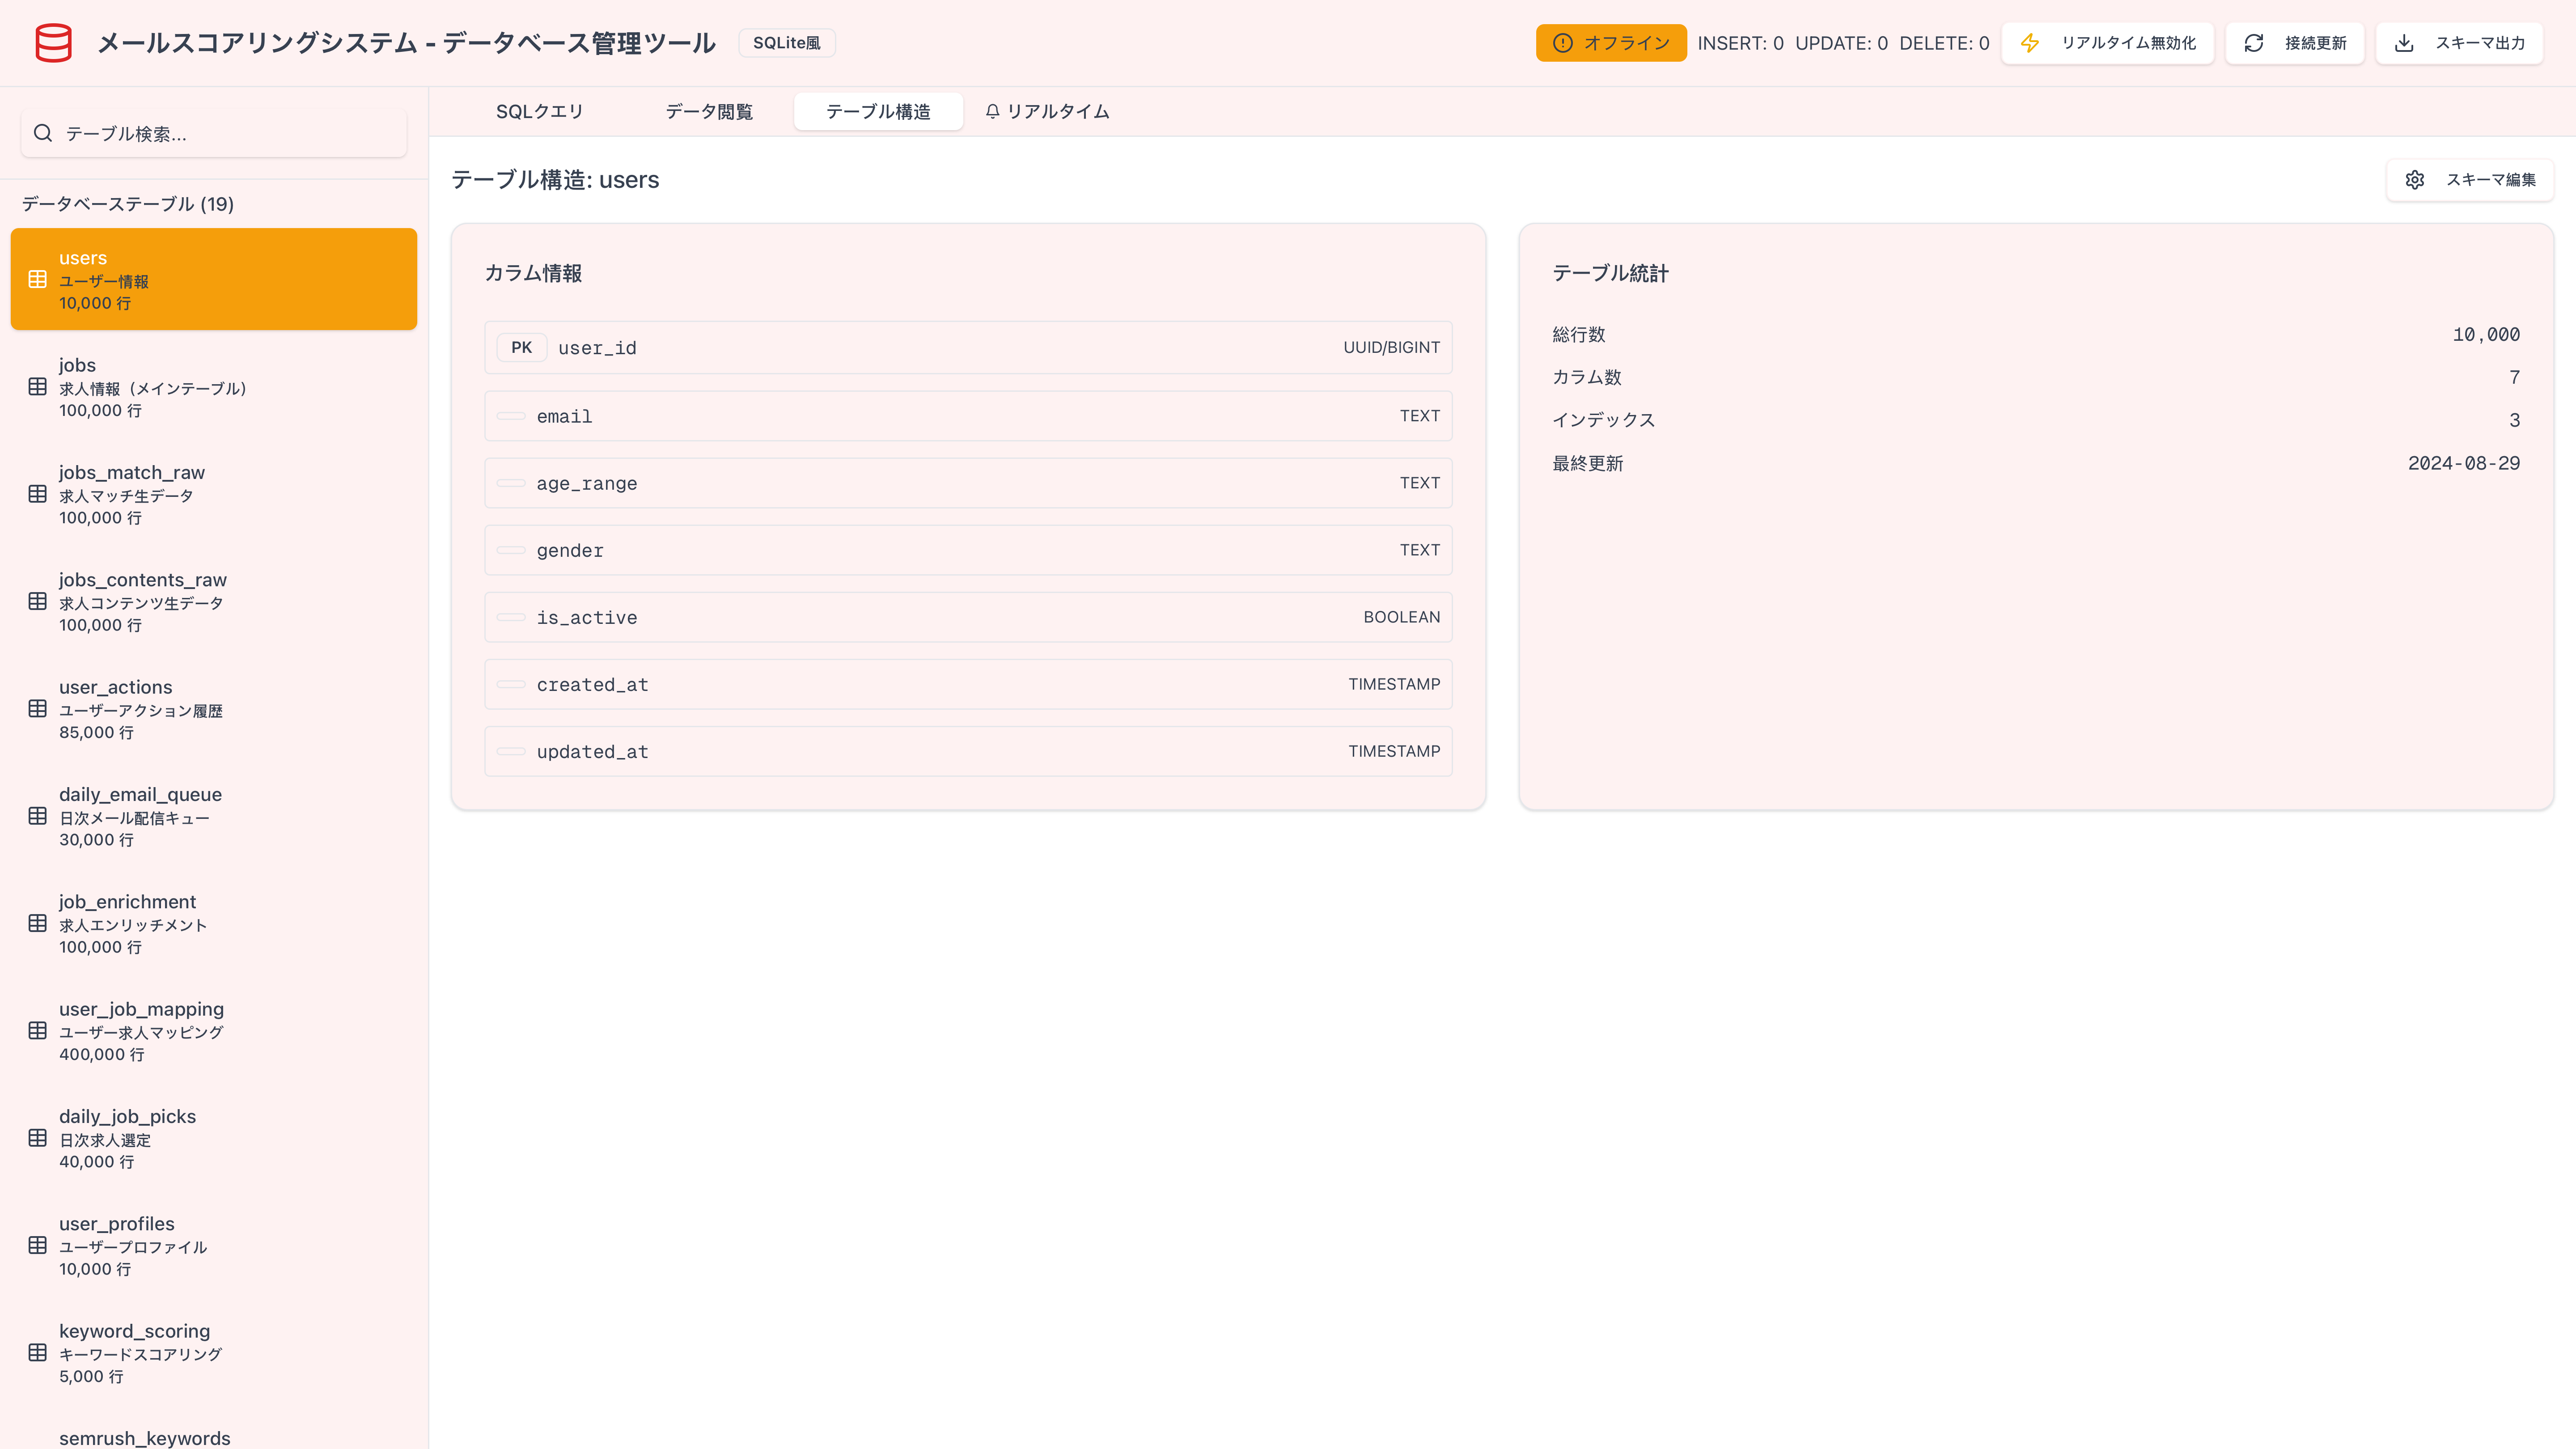 メールスコアリングシステム - データベース管理ツール
SQLite風
オフライン
INSERT: 0 UPDATE: 0 DELETE: 0
リアルタイム無効化
接続更新
スキーマ出力
テーブル検索...
データベーステーブル (19)
users
ユーザー情報
10,000 行
jobs
求人情報（メインテーブル）
100,000 行
jobs_match_raw
求人マッチ生データ
100,000 行
jobs_contents_raw
求人コンテンツ生データ
100,000 行
user_actions
ユーザーアクション履歴
85,000 行
daily_email_queue
日次メール配信キュー
30,000 行
job_enrichment
求人エンリッチメント
100,000 行
user_job_mapping
ユーザー求人マッピング
400,000 行
daily_job_picks
日次求人選定
40,000 行
user_profiles
ユーザープロファイル
10,000 行
keyword_scoring
キーワードスコアリング
5,000 行
semrush_keywords
SQLクエリ
データ閲覧
テーブル構造
リアルタイム
テーブル構造: users
スキーマ編集
カラム情報
PK user_id UUID/BIGINT
email TEXT
age_range TEXT
gender TEXT
is_active BOOLEAN
created_at TIMESTAMP
updated_at TIMESTAMP
テーブル統計
総行数 10,000
カラム数 7
インデックス 3
最終更新 2024-08-29